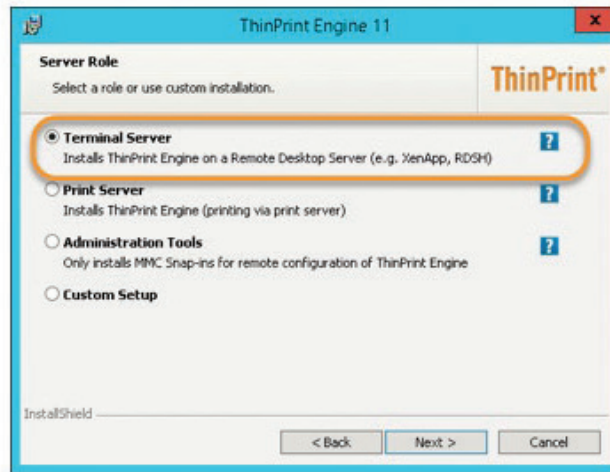 ThinPrint Engine 11
x
Server Role
Select a role or use custom installation.
ThinPrint®
Terminal Server
?
Installs ThinPrint Engine on a Remote Desktop Server (e.g. XenApp, RDSH)
Print Server
?
Installs ThinPrint Engine (printing via print server)
Administration Tools
?
Only installs MMC Snap-ins for remote configuration of ThinPrint Engine
Custom Setup
InstallShield
< Back
Next >
Cancel